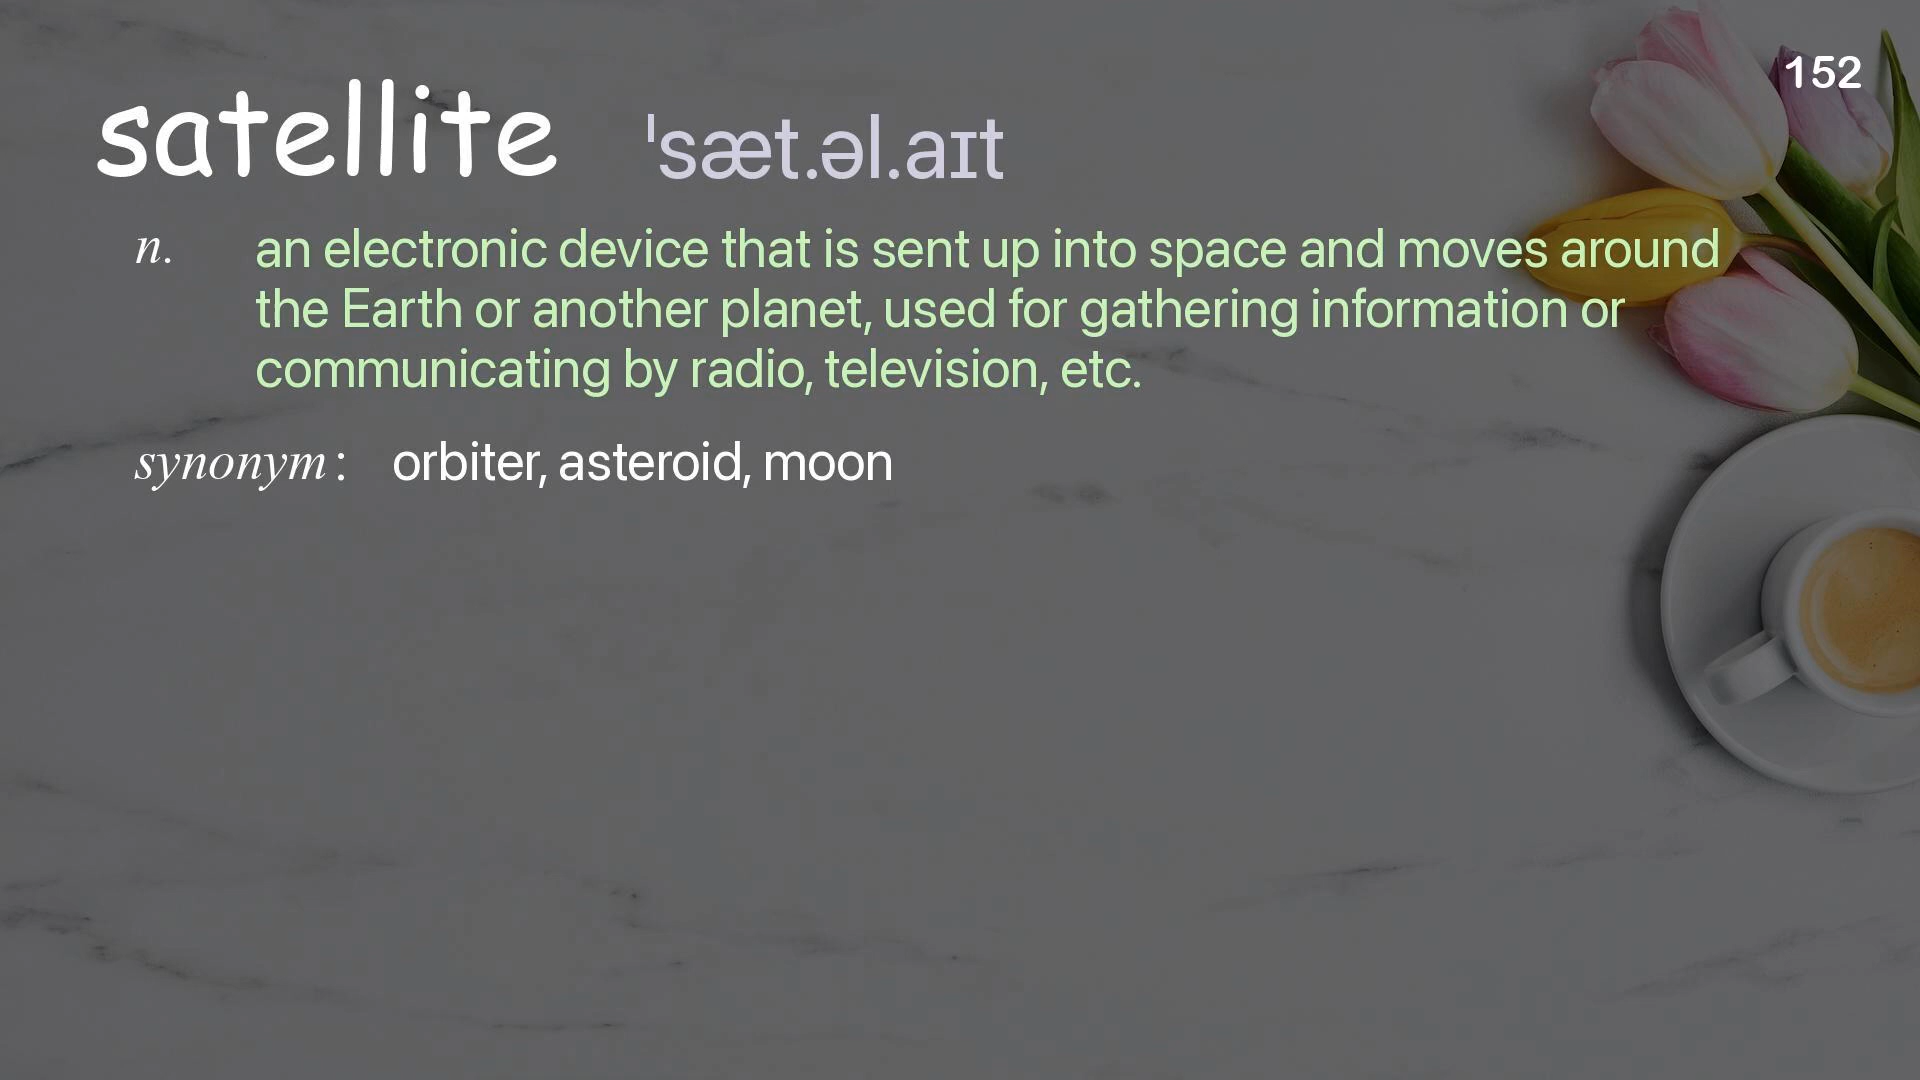 152
satellite ˈsæt.əl.aɪt
n. an electronic device that is sent up into space and moves around
the Earth or another planet, used for gathering information or
communicating by radio, television, etc.
synonym: orbiter, asteroid, moon